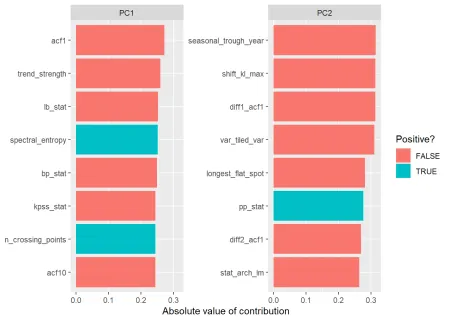 PC1
PC2
acf1
trend_strength
lb_stat
spectral_entropy
bp_stat
kpss_stat
n_crossing_points
acf10
0.0 0.1 0.2 0.3
seasonal_trough_year
shift_kl_max
diff1_acf1
var_tiled_var
longest_flat_spot
pp_stat
diff2_acf1
stat_arch_lm
0.0 0.1 0.2 0.3
Absolute value of contribution
Positive?
FALSE
TRUE